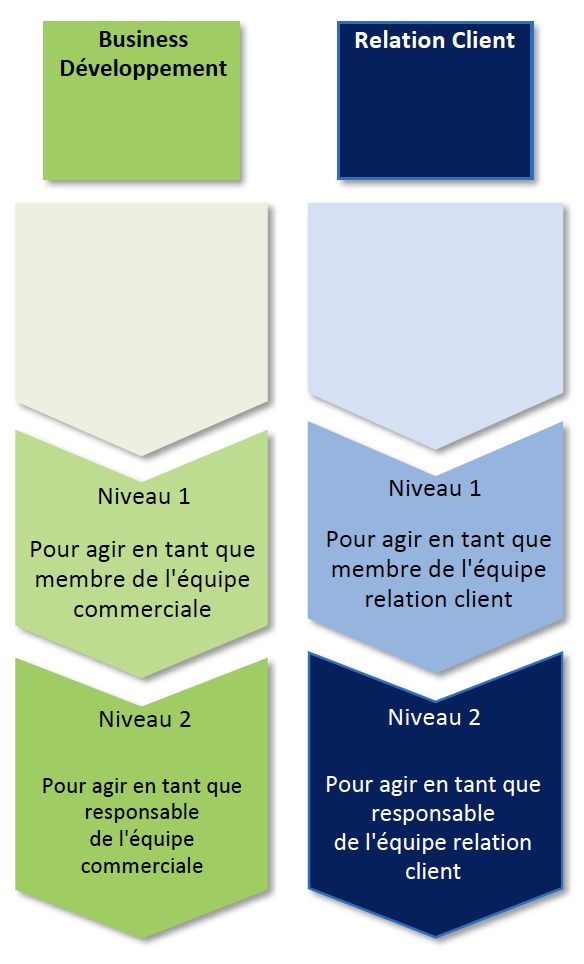 Business
Développement
Relation Client
Niveau 1
Pour agir en tant que
membre de l'équipe
commerciale
Niveau 1
Pour agir en tant que
membre de l'équipe
relation client
Niveau 2
Pour agir en tant que
responsable
de l'équipe
commerciale
Niveau 2
Pour agir en tant que
responsable
de l'équipe relation
client